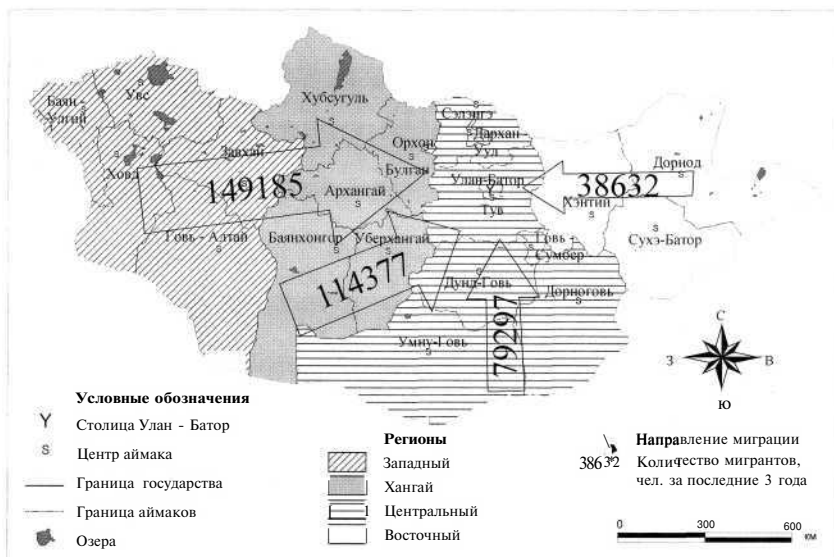 Баян -
Улгий
Увс
Ховд
Завхан
Говь - Алтай
Хубсугуль
Орхон
Булган
Архангай
Баянхонгор
Уберхангай
Сэлэнгэ
Дархан -
Уул
Улан-Батор
Тув
Говь -
Сумбер
Дунд-Говь
Дорноговь
Умну-Говь
Дорнод
Хэнтий
Сухэ-Батор
149185
114377
79297
38632
С
З
В
Ю
Условные обозначения
Столица Улан - Батор
Центр аймака
Граница государства
Граница аймаков
Озера
Регионы
Западный
Хангай
Центральный
Восточный
Направление миграции
38632 Количество мигрантов,
чел. за последние 3 года
0 300 600
км